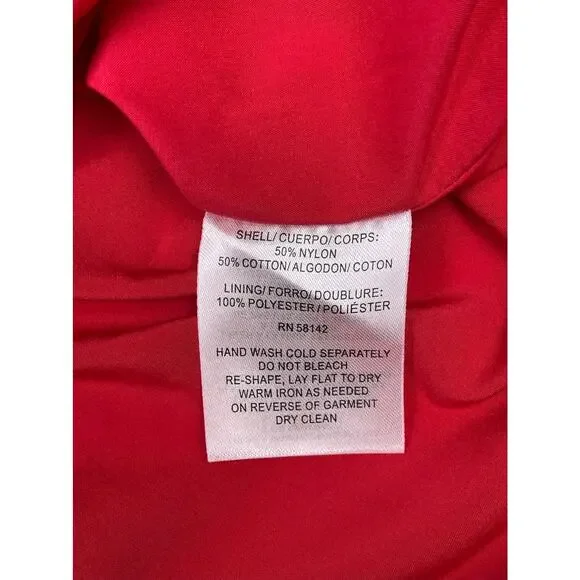 SHELL/ CUERPO/ CORPS:
50% NYLON
50% COTTON/ ALGODON/ COTON
LINING/ FORRO/ DOUBLURE:
100% POLYESTER / POLIÉSTER
RN 58142
HAND WASH COLD SEPARATELY
DO NOT BLEACH
RE-SHAPE, LAY FLAT TO DRY
WARM IRON AS NEEDED
ON REVERSE OF GARMENT
DRY CLEAN